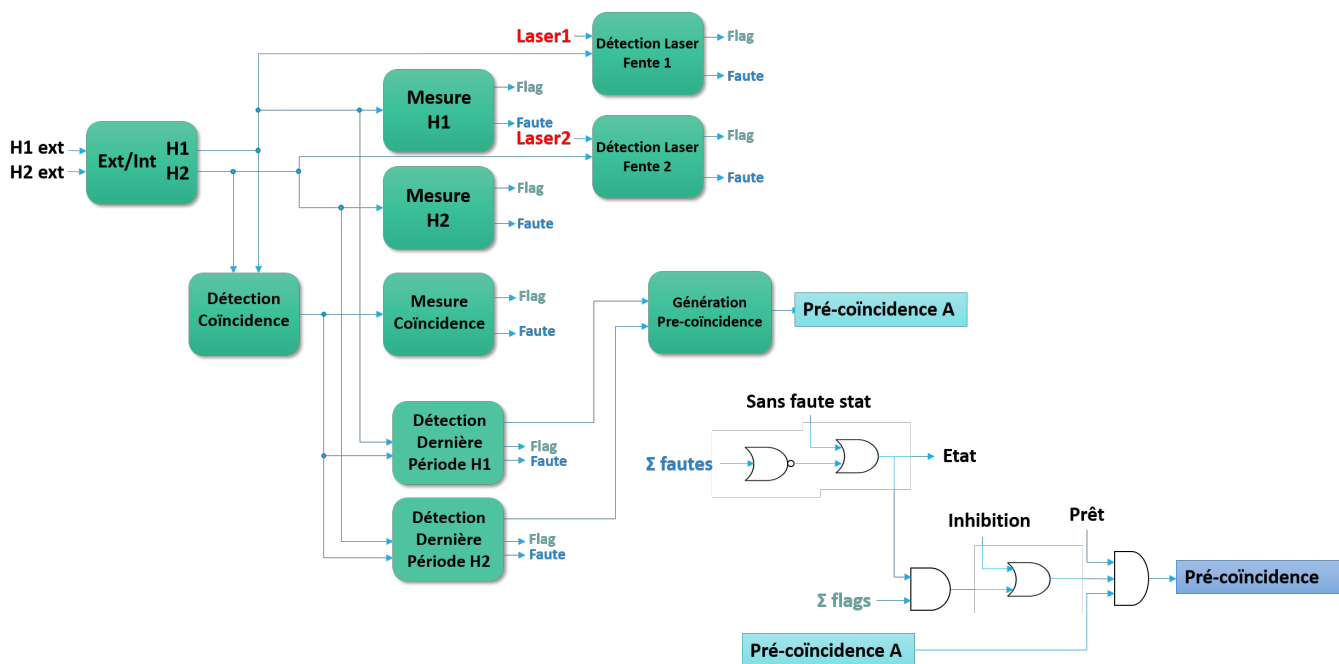 Laser1
Détection Laser
Fente 1
Flag
Faute
Mesure
H1
Flag
Faute
Laser2
Détection Laser
Fente 2
Flag
Faute
H1 ext
H2 ext
Ext/Int
H1
H2
Mesure
H2
Flag
Faute
Détection
Coïncidence
Mesure
Coïncidence
Flag
Faute
Génération
Pre-coïncidence
Pré-coïncidence A
Détection
Dernière
Période H1
Flag
Faute
Détection
Dernière
Période H2
Flag
Faute
Sans faute stat
Σ fautes
Etat
Inhibition
Prêt
Σ flags
Pré-coïncidence
Pré-coïncidence A